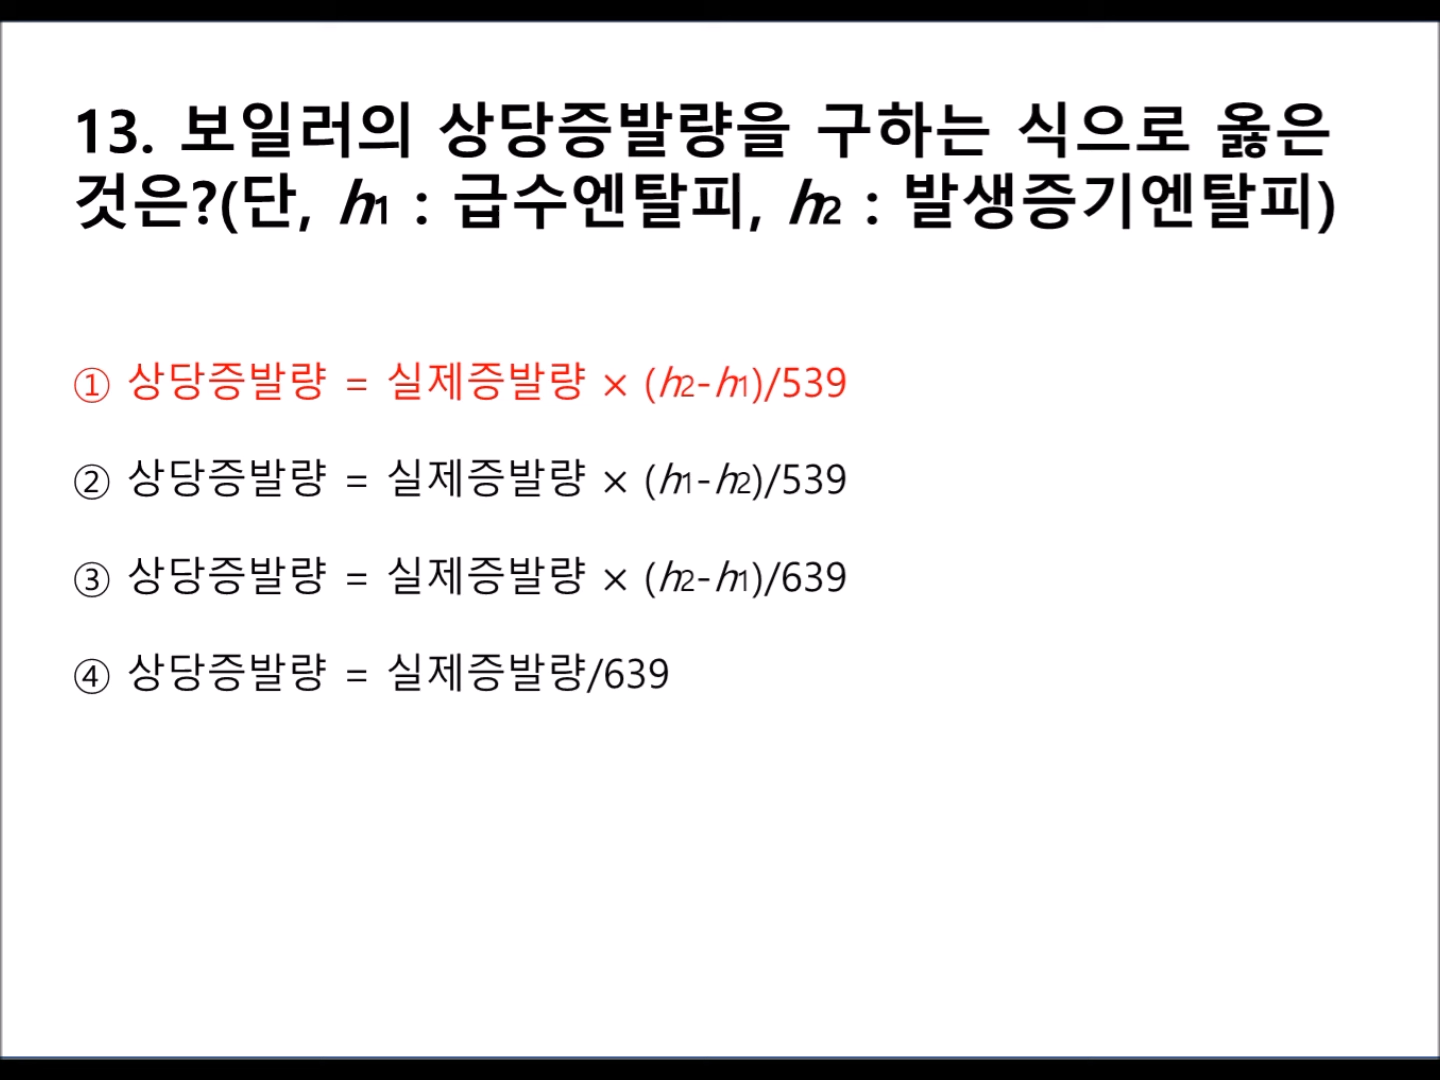 13. 보일러의 상당증발량을 구하는 식으로 옳은
것은?(단, h1 : 급수엔탈피, h2 : 발생증기엔탈피)
① 상당증발량 = 실제증발량 × (h2-h1)/539
② 상당증발량 = 실제증발량 × (h1-h2)/539
③ 상당증발량 = 실제증발량 × (h2-h1)/639
④ 상당증발량 = 실제증발량/639